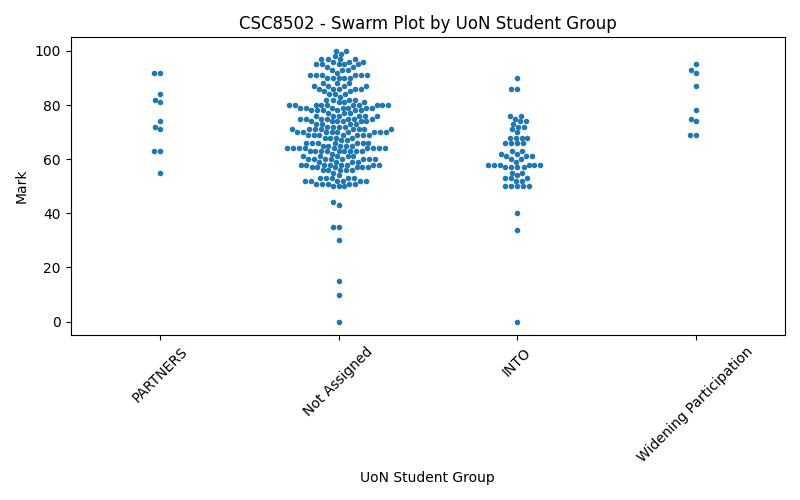 CSC8502 - Swarm Plot by UoN Student Group
100
80
60
40
20
0
Mark
PARTNERS
Not Assigned
INTO
Widening Participation
UoN Student Group